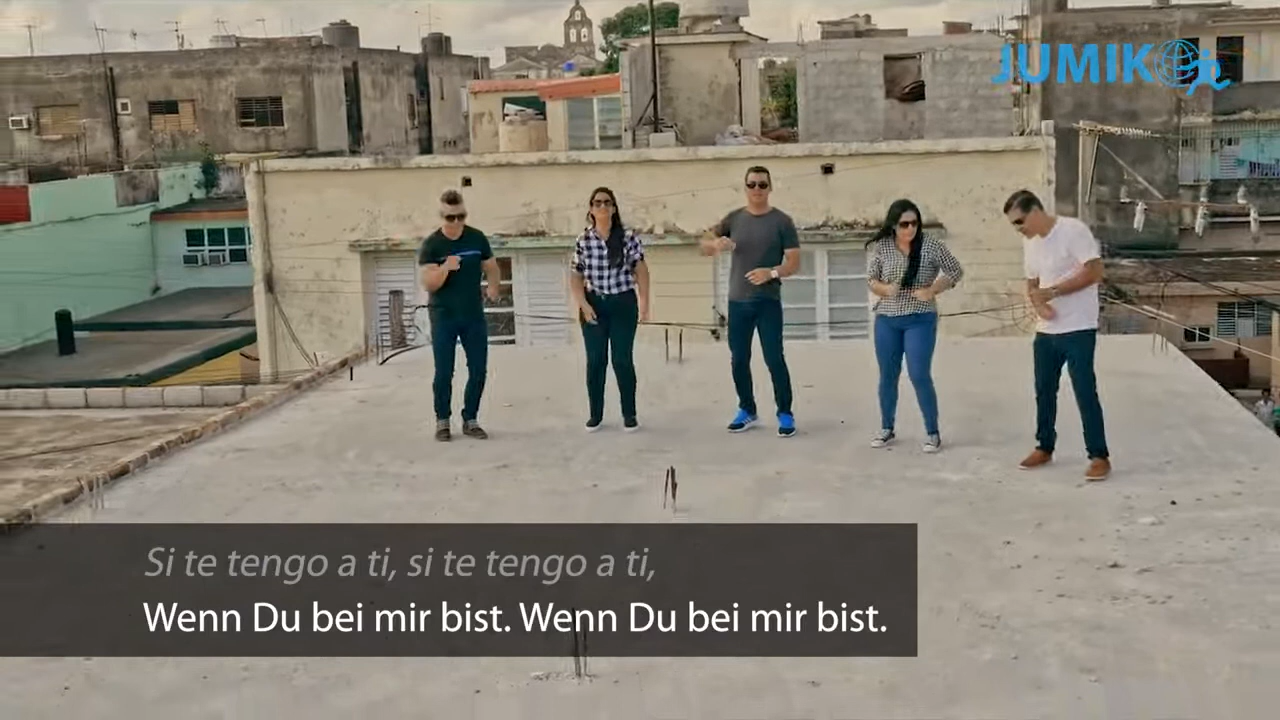 JUMIKO
Si te tengo a ti, si te tengo a ti,
Wenn Du bei mir bist. Wenn Du bei mir bist.